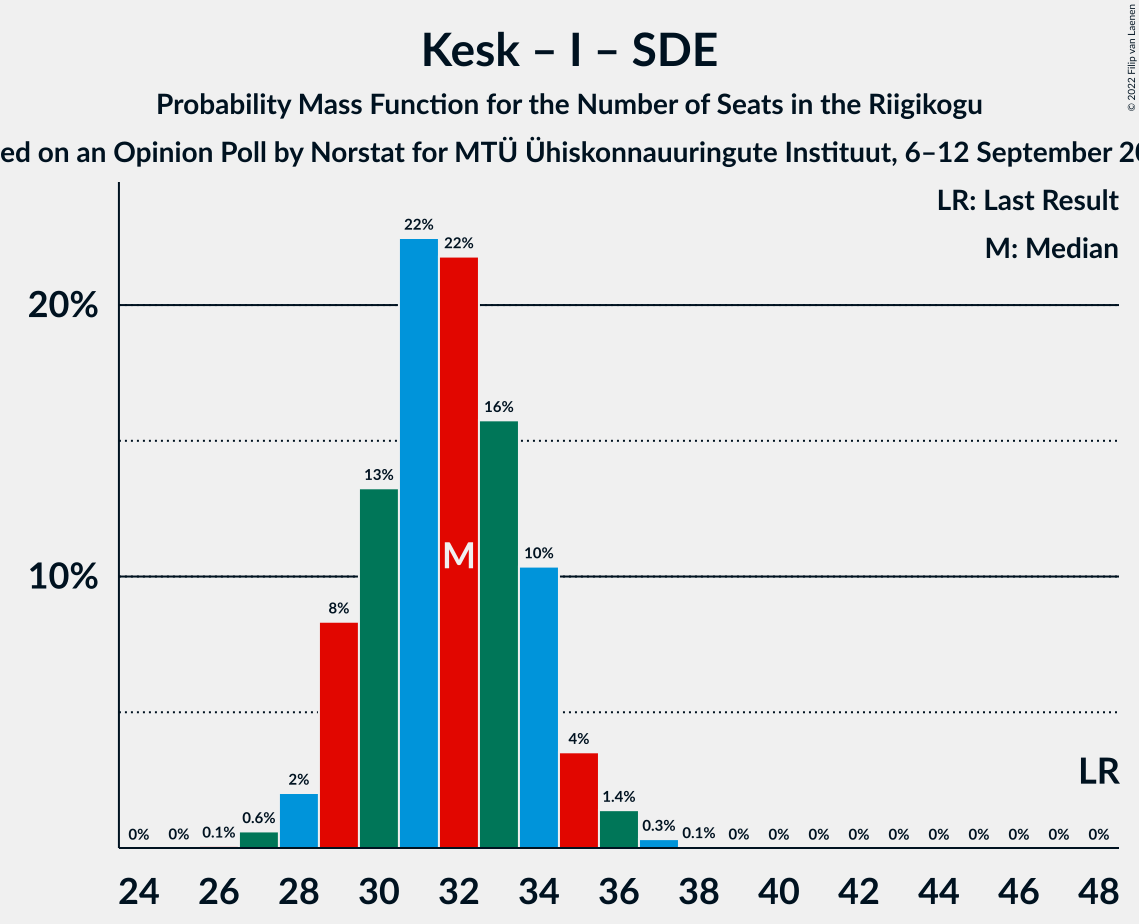 Kesk – I – SDE
Probability Mass Function for the Number of Seats in the Riigikogu
ed on an Opinion Poll by Norstat for MTÜ Ühiskonnauuringute Instituut, 6–12 September 20
© 2022 Filip van Laenen
LR: Last Result
M: Median
22%
22%
20%
16%
13%
M
10%
10%
8%
4%
LR
2%
1.4%
0% 0% 0.1% 0.6% 0.3% 0.1% 0% 0% 0% 0% 0% 0% 0% 0% 0% 0%
24 26 28 30 32 34 36 38 40 42 44 46 48